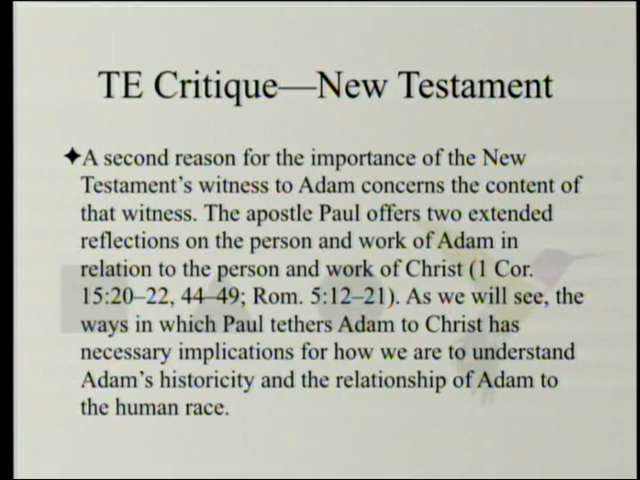 TE Critique—New Testament
✦A second reason for the importance of the New
Testament's witness to Adam concerns the content of
that witness. The apostle Paul offers two extended
reflections on the person and work of Adam in
relation to the person and work of Christ (1 Cor.
15:20–22, 44–49; Rom. 5:12–21). As we will see, the
ways in which Paul tethers Adam to Christ has
necessary implications for how we are to understand
Adam's historicity and the relationship of Adam to
the human race.